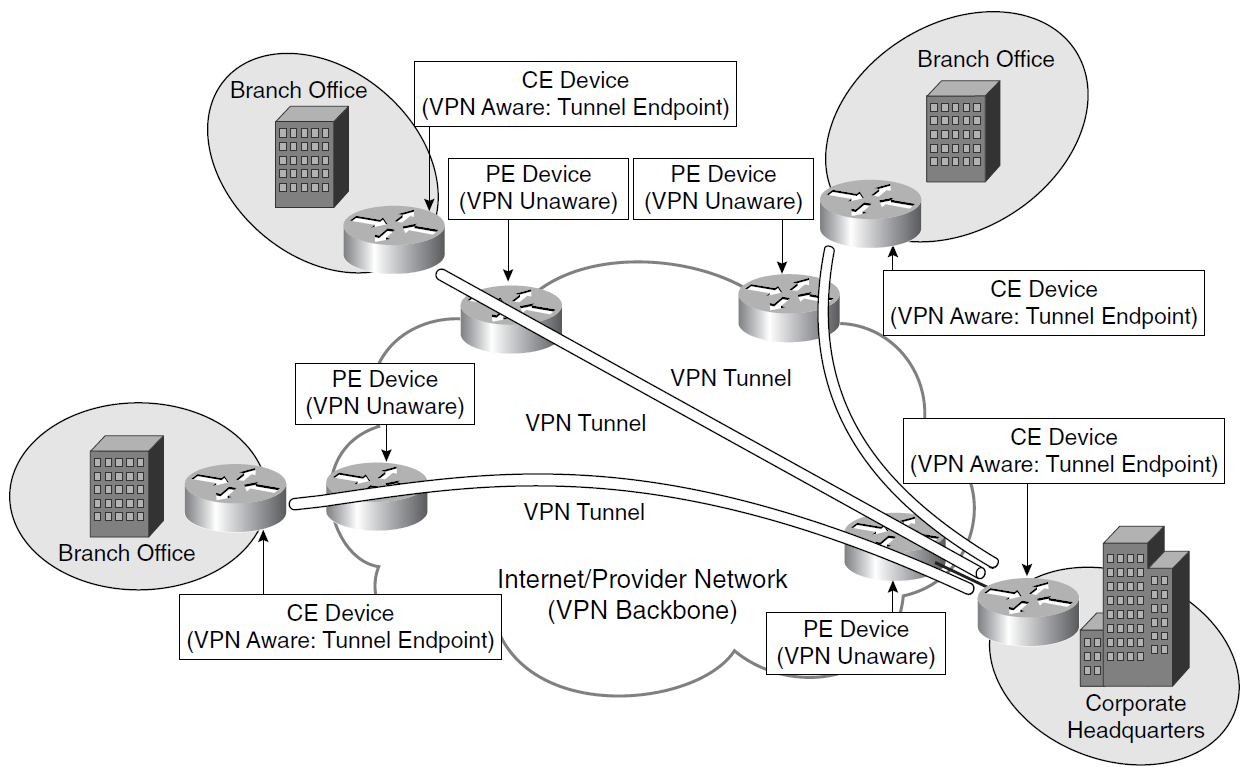 Branch Office
Branch Office
CE Device
(VPN Aware: Tunnel Endpoint)
PE Device
(VPN Unaware)
PE Device
(VPN Unaware)
CE Device
(VPN Aware: Tunnel Endpoint)
PE Device
(VPN Unaware)
VPN Tunnel
VPN Tunnel
CE Device
(VPN Aware: Tunnel Endpoint)
VPN Tunnel
Branch Office
Internet/Provider Network
(VPN Backbone)
CE Device
(VPN Aware: Tunnel Endpoint)
PE Device
(VPN Unaware)
Corporate
Headquarters